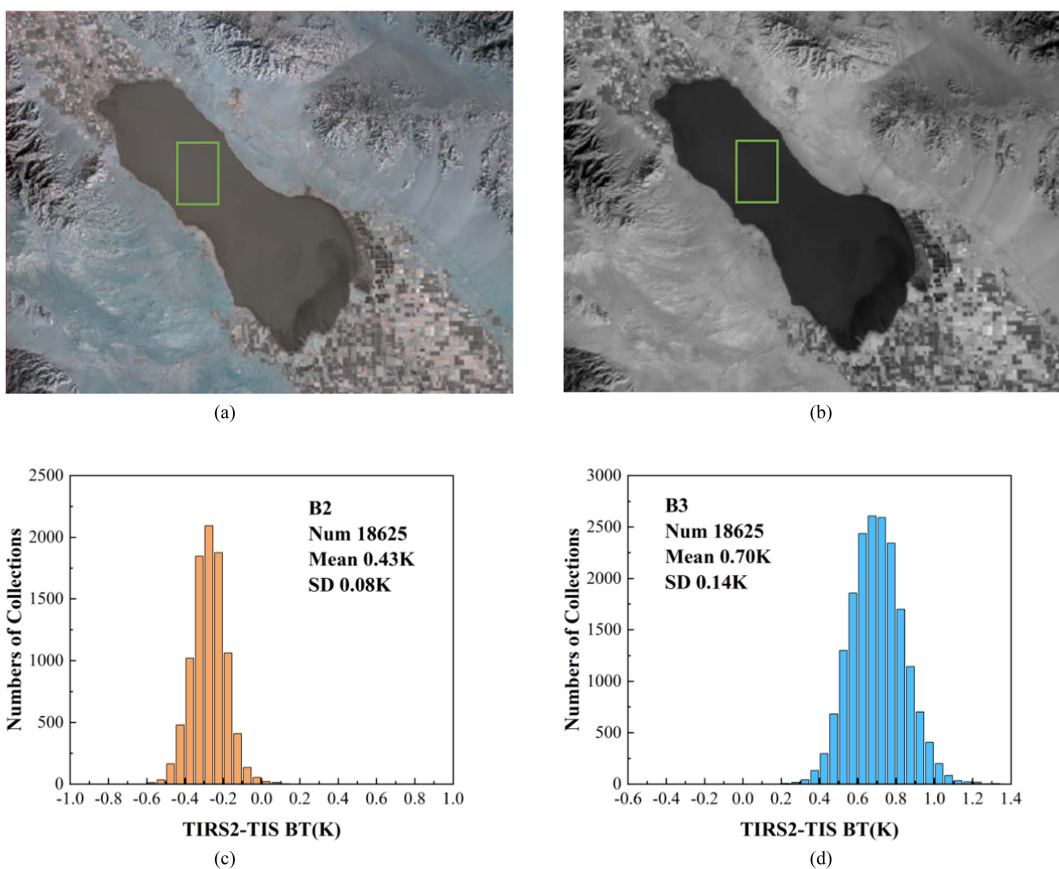 (a)
(b)
2500
2000
1500
1000
500
0
Numbers of Collections
B2
Num 18625
Mean 0.43K
SD 0.08K
-1.0 -0.8 -0.6 -0.4 -0.2 0.0 0.2 0.4 0.6 0.8 1.0
TIRS2-TIS BT(K)
(c)
3000
2500
2000
1500
1000
500
0
Numbers of Collections
B3
Num 18625
Mean 0.70K
SD 0.14K
-0.6 -0.4 -0.2 0.0 0.2 0.4 0.6 0.8 1.0 1.2 1.4
TIRS2-TIS BT(K)
(d)